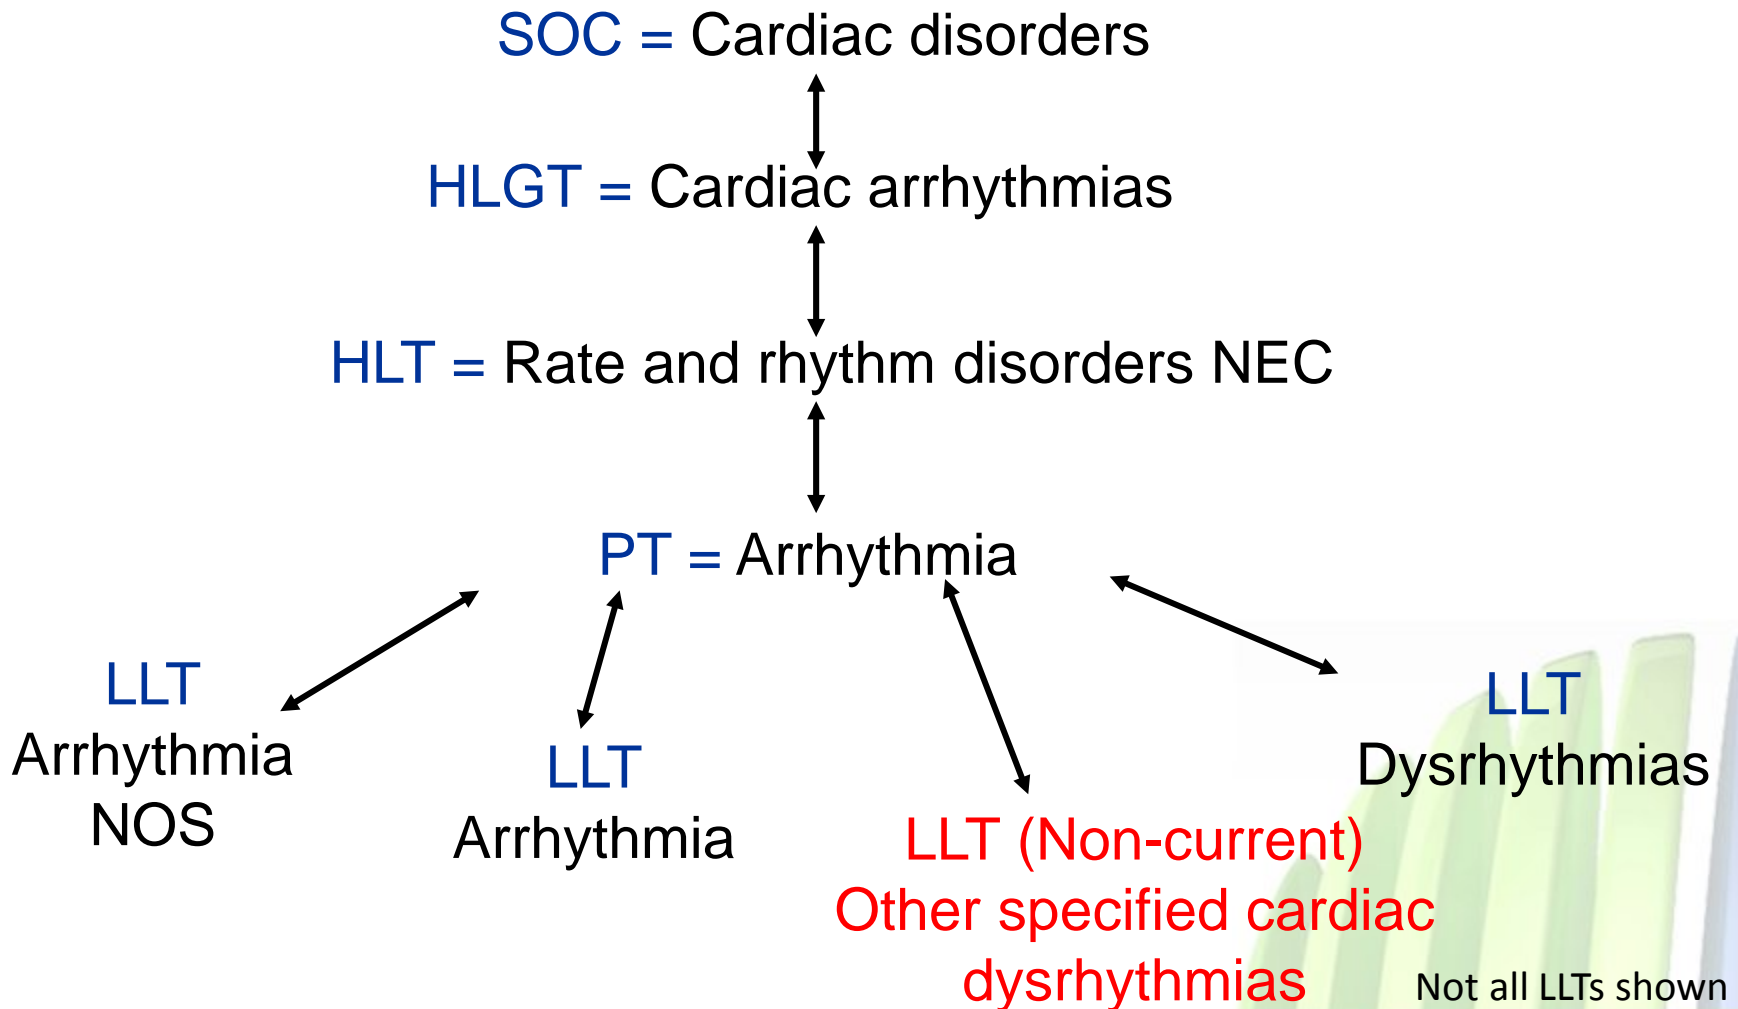 SOC = Cardiac disorders
HLGT = Cardiac arrhythmias
HLT = Rate and rhythm disorders NEC
PT = Arrhythmia
LLT
Arrhythmia
NOS
LLT
Arrhythmia
LLT (Non-current)
Other specified cardiac
dysrhythmias
LLT
Dysrhythmias
Not all LLTs shown